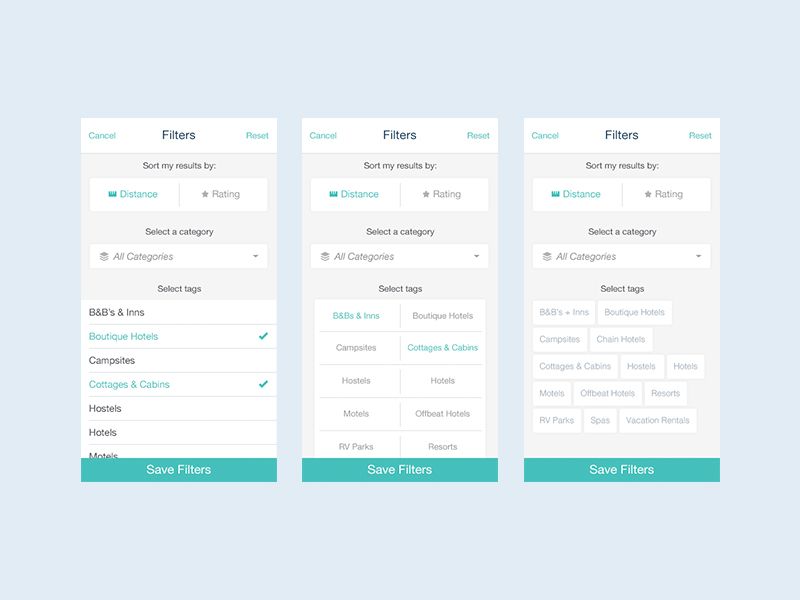 Cancel Filters Reset
Sort my results by:
Distance Rating
Select a category
All Categories
Select tags
B&B's & Inns
Boutique Hotels
Campsites
Cottages & Cabins
Hostels
Hotels
Motels
Save Filters
Cancel Filters Reset
Sort my results by:
Distance Rating
Select a category
All Categories
Select tags
B&Bs & Inns Boutique Hotels
Campsites Cottages & Cabins
Hostels Hotels
Motels Offbeat Hotels
RV Parks Resorts
Save Filters
Cancel Filters Reset
Sort my results by:
Distance Rating
Select a category
All Categories
Select tags
B&B's + Inns Boutique Hotels
Campsites Chain Hotels
Cottages & Cabins Hostels Hotels
Motels Offbeat Hotels Resorts
RV Parks Spas Vacation Rentals
Save Filters